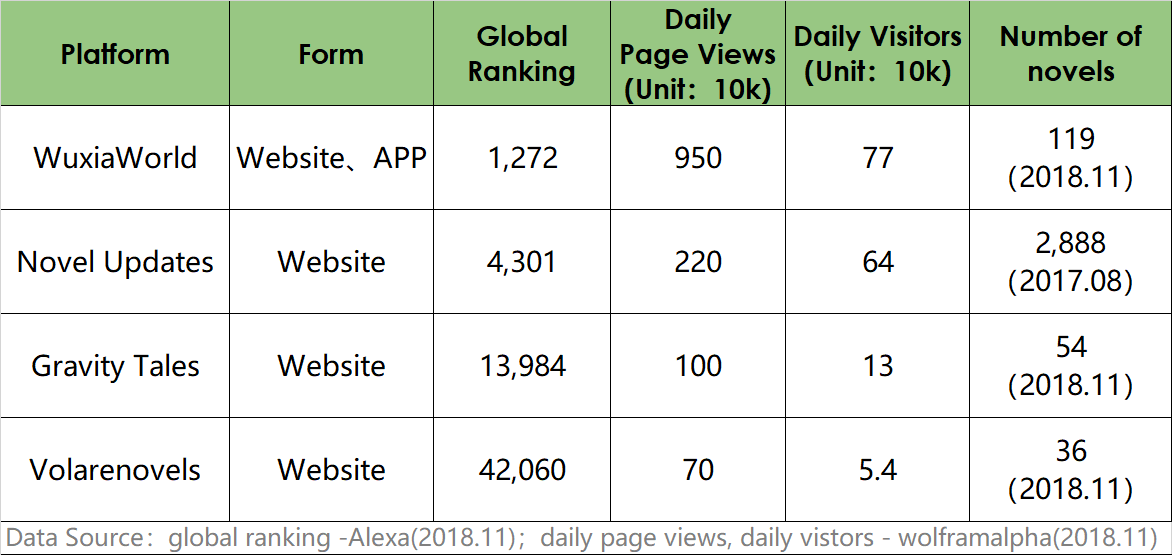 Platform
Form
Global
Ranking
Daily
Page Views
(Unit：10k)
Daily Visitors
(Unit：10k)
Number of
novels
WuxiaWorld
Website、APP
1,272
950
77
119
（2018.11）
Novel Updates
Website
4,301
220
64
2,888
（2017.08）
Gravity Tales
Website
13,984
100
13
54
（2018.11）
Volarenovels
Website
42,060
70
5.4
36
（2018.11）
Data Source：global ranking -Alexa(2018.11)；daily page views, daily vistors - wolframalpha(2018.11)